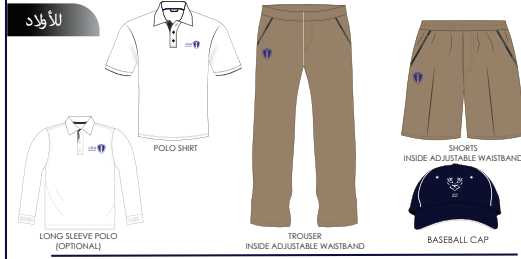 للأولاد
POLO SHIRT
LONG SLEEVE POLO
(OPTIONAL)
TROUSER
INSIDE ADJUSTABLE WAISTBAND
SHORTS
INSIDE ADJUSTABLE WAISTBAND
BASEBALL CAP